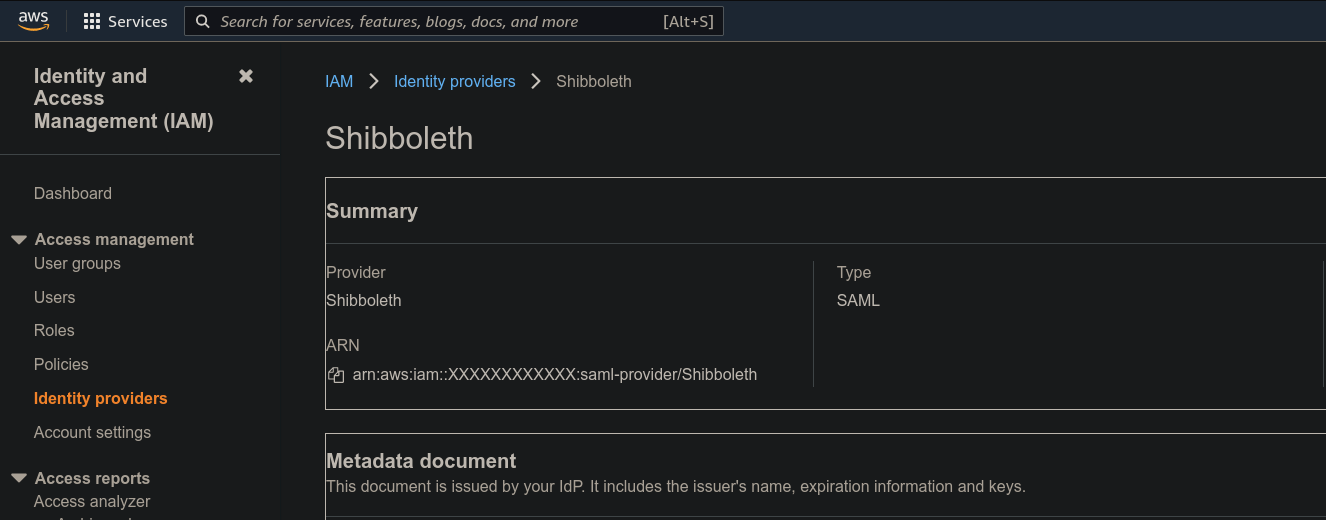 aws
Services
Search for services, features, blogs, docs, and more [Alt+S]
Identity and
Access
Management (IAM)
Dashboard
Access management
User groups
Users
Roles
Policies
Identity providers
Account settings
Access reports
Access analyzer
IAM > Identity providers > Shibboleth
Shibboleth
Summary
Provider
Shibboleth
Type
SAML
ARN
arn:aws:iam::XXXXXXXXXXXX:saml-provider/Shibboleth
Metadata document
This document is issued by your IdP. It includes the issuer's name, expiration information and keys.